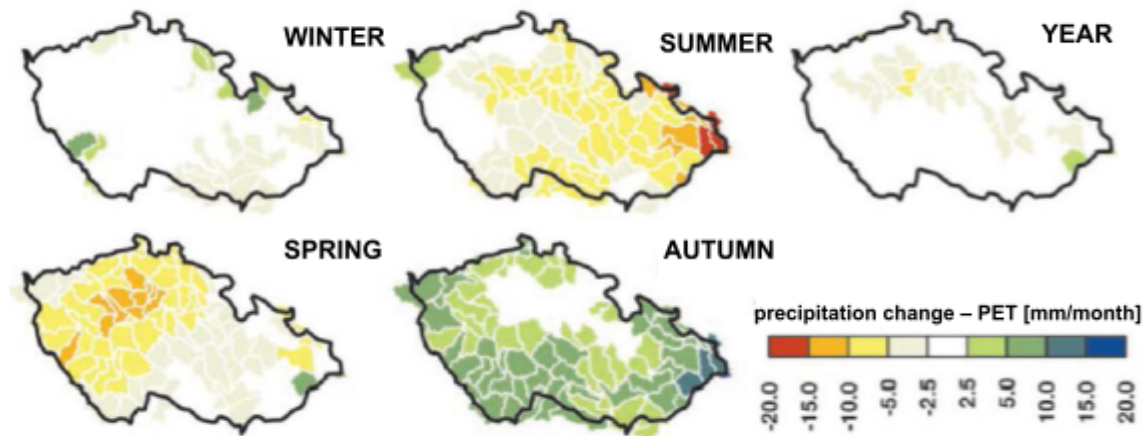 WINTER
SUMMER
YEAR
SPRING
AUTUMN
precipitation change – PET [mm/month]
-20.0
-15.0
-10.0
-5.0
-2.5
2.5
5.0
10.0
15.0
20.0